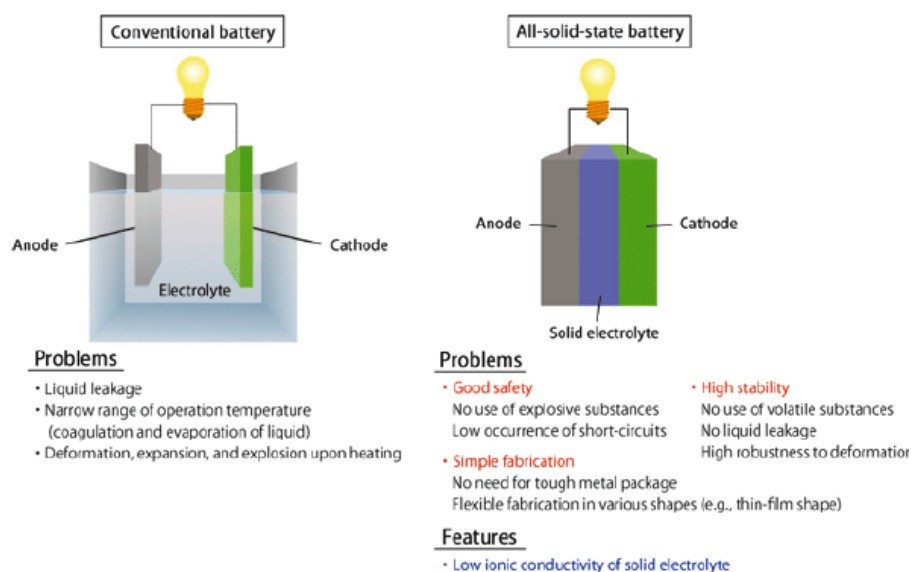 Conventional battery
Anode
Cathode
Electrolyte
Problems
• Liquid leakage
• Narrow range of operation temperature
(coagulation and evaporation of liquid)
• Deformation, expansion, and explosion upon heating
All-solid-state battery
Anode
Cathode
Solid electrolyte
Problems
• Good safety
No use of explosive substances
Low occurrence of short-circuits
• Simple fabrication
No need for tough metal package
Flexible fabrication in various shapes (e.g., thin-film shape)
• High stability
No use of volatile substances
No liquid leakage
High robustness to deformation
Features
• Low ionic conductivity of solid electrolyte